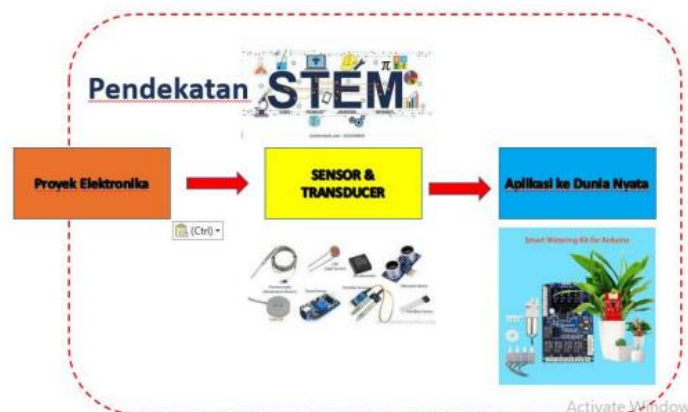 Pendekatan STEM
π
Proyek Elektronika
SENSOR &
TRANSDUCER
Aplikasi ke Dunia Nyata
(Ctrl)
Smart Watering Kit for Arduino
Activate Window